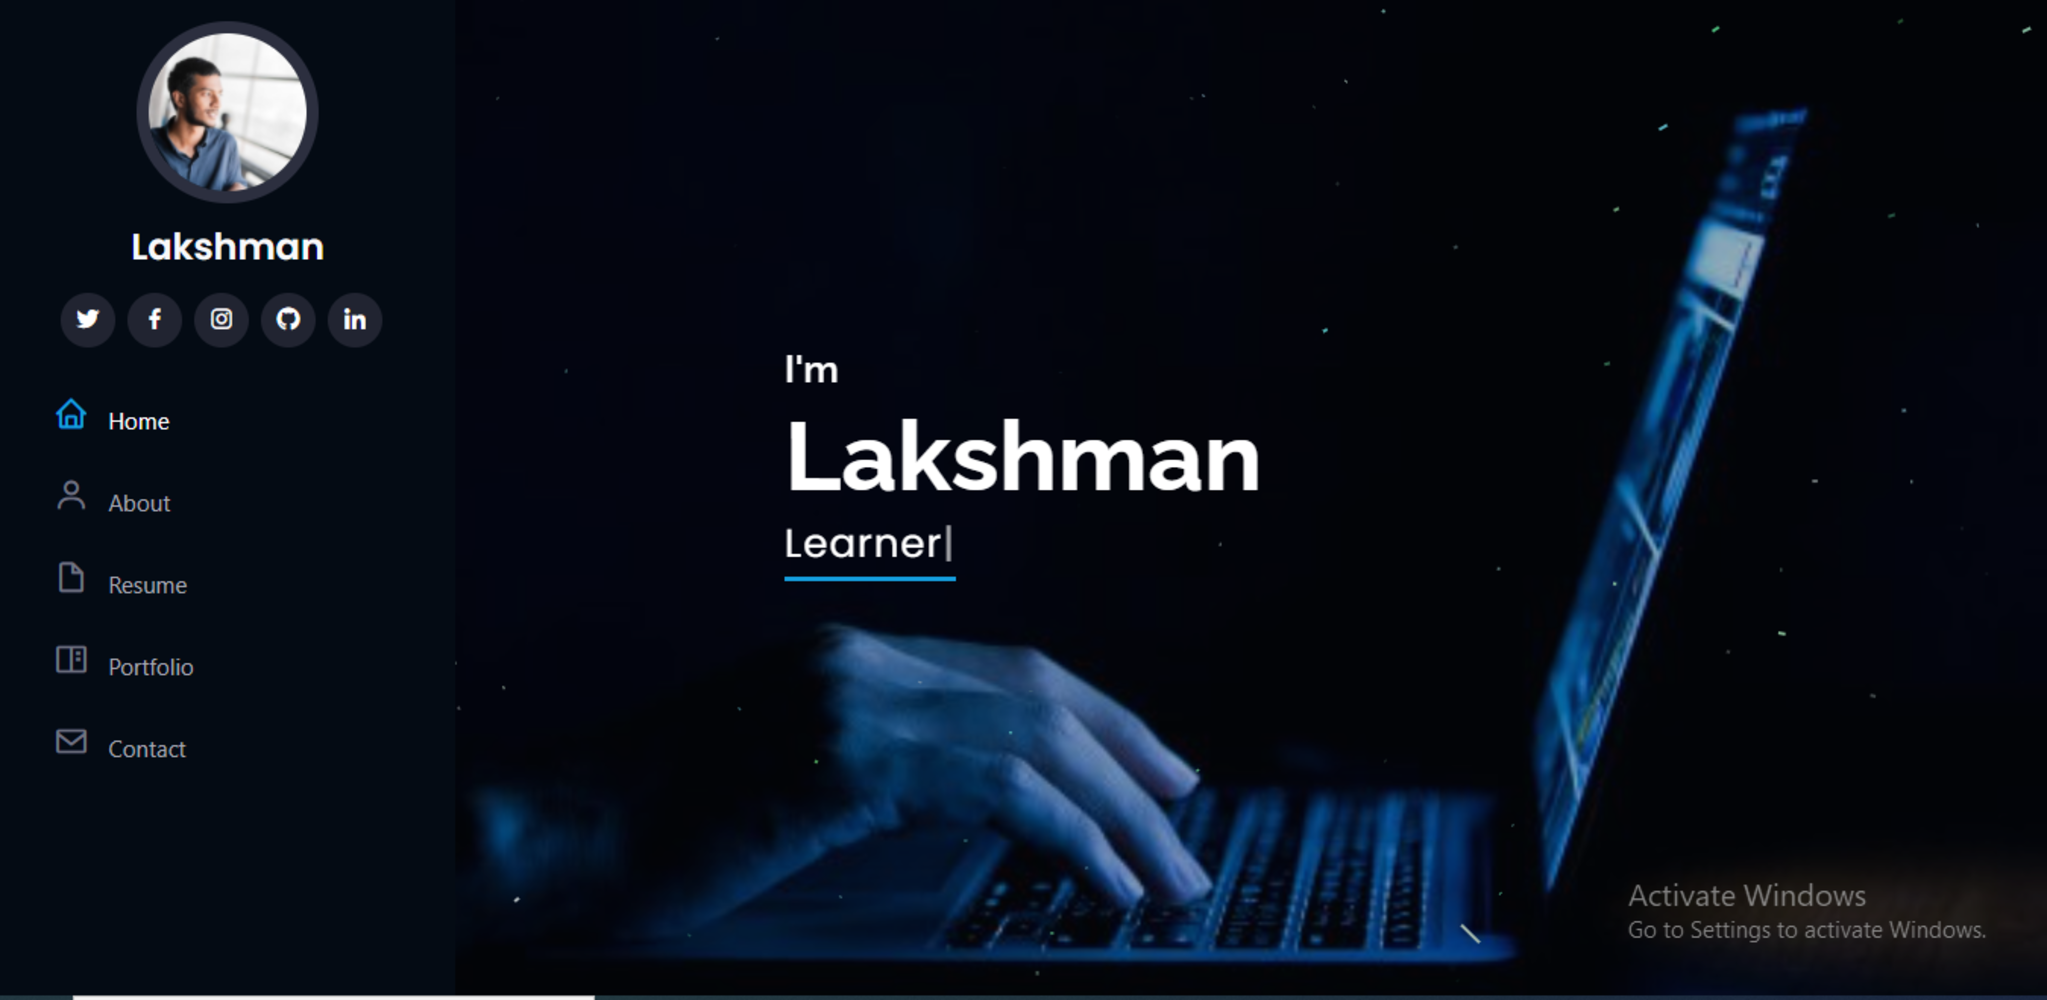 Lakshman
Home
About
Resume
Portfolio
Contact
I'm
Lakshman
Learner
Activate Windows
Go to Settings to activate Windows.